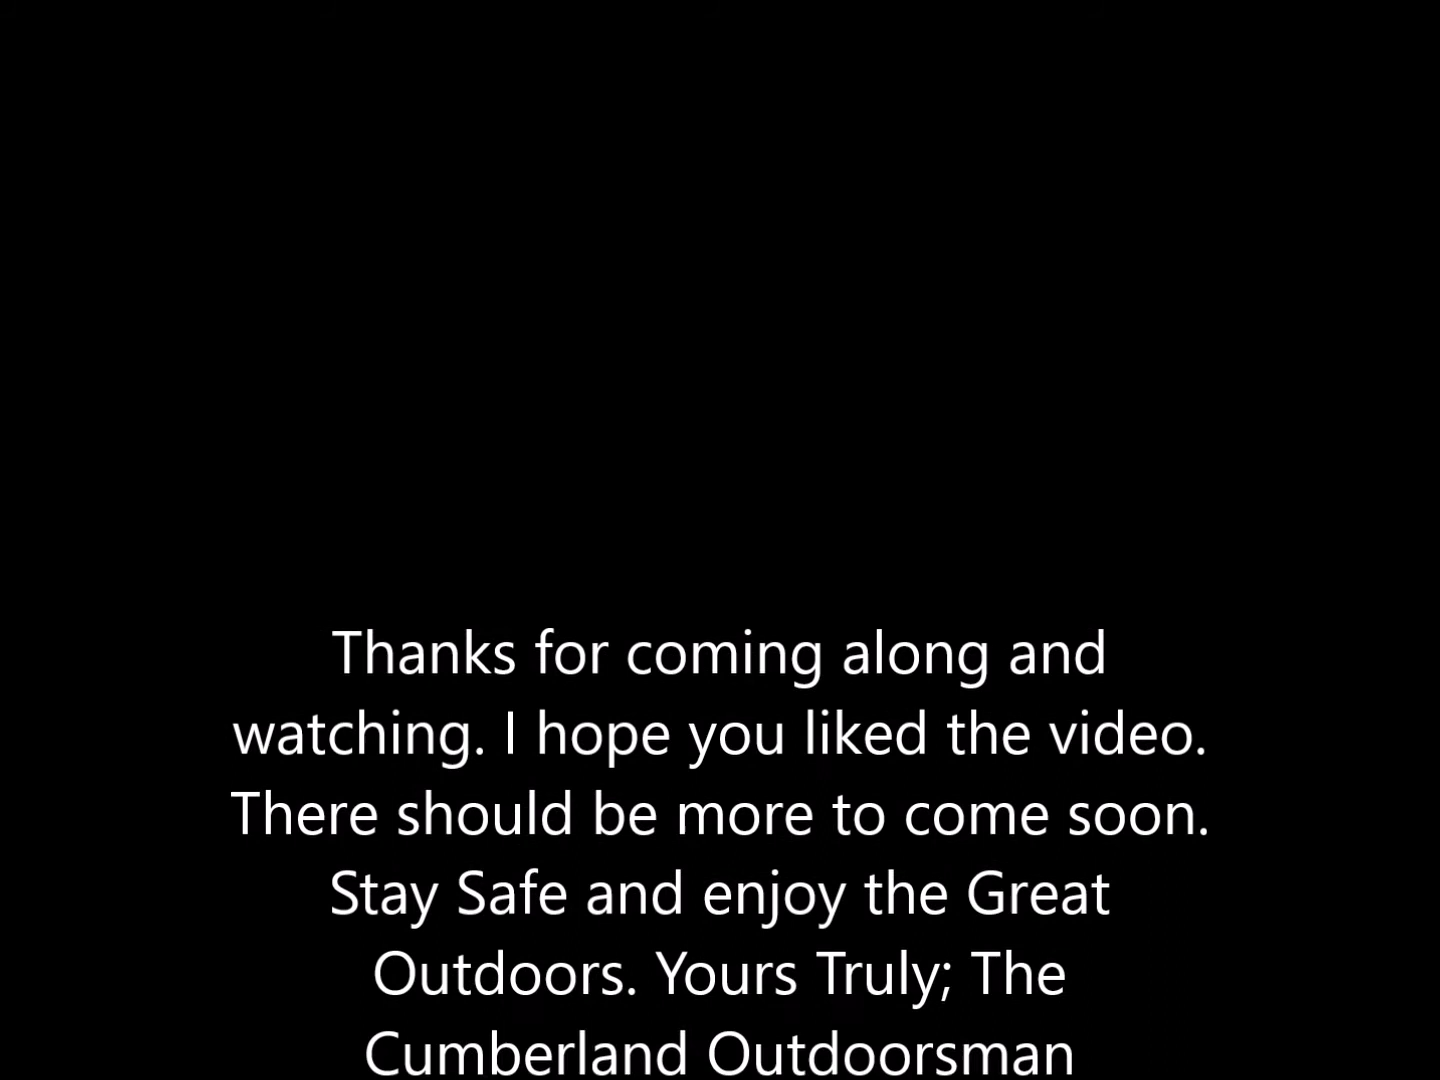 Thanks for coming along and
watching. I hope you liked the video.
There should be more to come soon.
Stay Safe and enjoy the Great
Outdoors. Yours Truly; The
Cumberland Outdoorsman